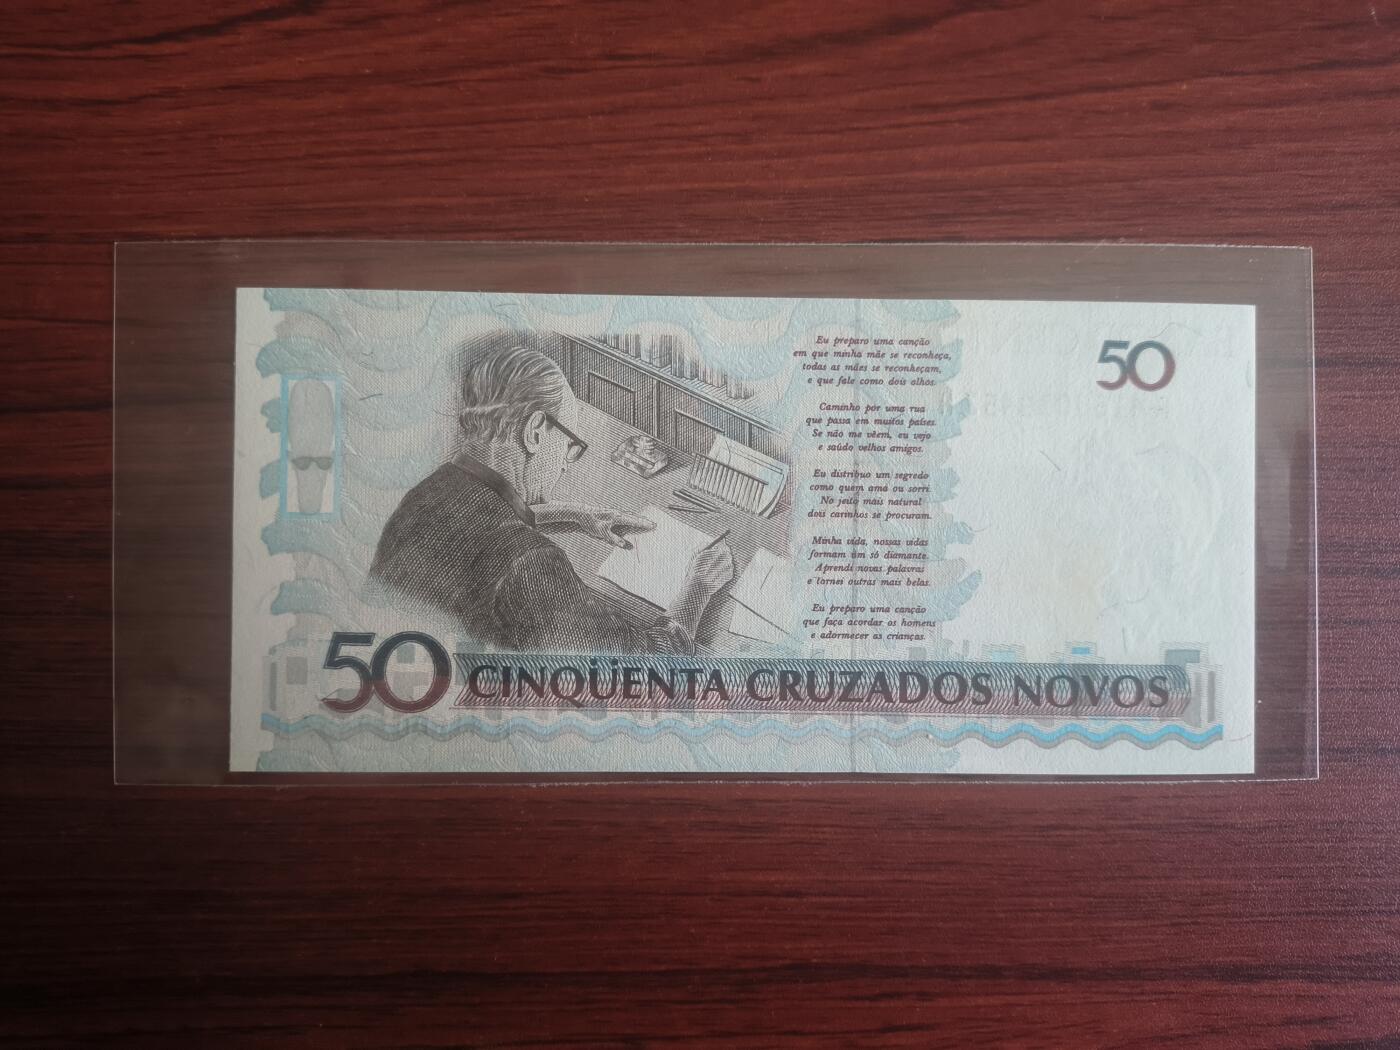 Eu preparo uma canção
em que minha mãe se reconheça,
todas as mães se reconheçam,
e que fale como dois olhos.
Caminho por uma rua
que passa em muitos países.
Se não me vêem, eu vejo
e saúdo velhos amigos.
Eu distribuo um segredo
como quem ama ou sorri.
No jeito mais natural
dois carinhos se procuram.
Minha vida, nossas vidas
formam um só diamante.
Aprendi novas palavras
e tornei outras mais belas.
Eu preparo uma canção
que faça acordar os homens
e adormecer as crianças.
50
50 CINQÜENTA CRUZADOS NOVOS